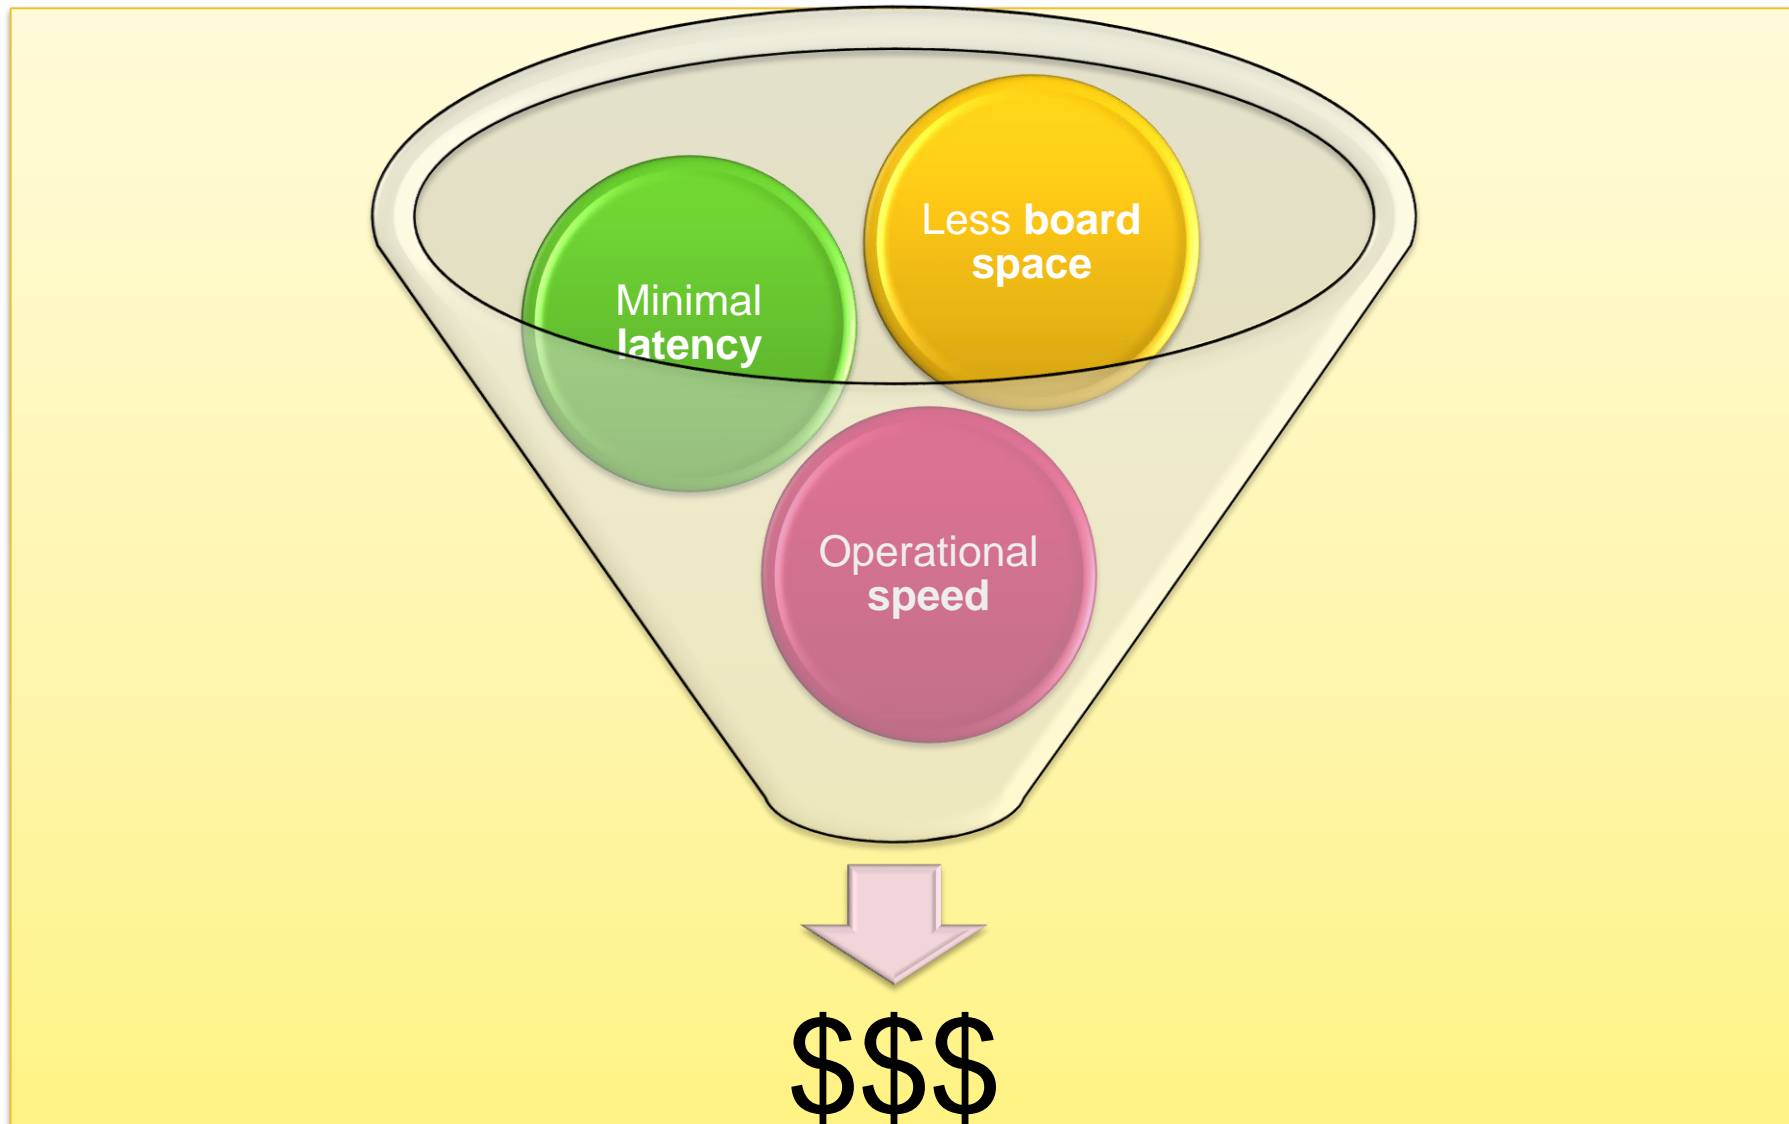 Less board
space
Minimal
latency
Operational
speed
$$$